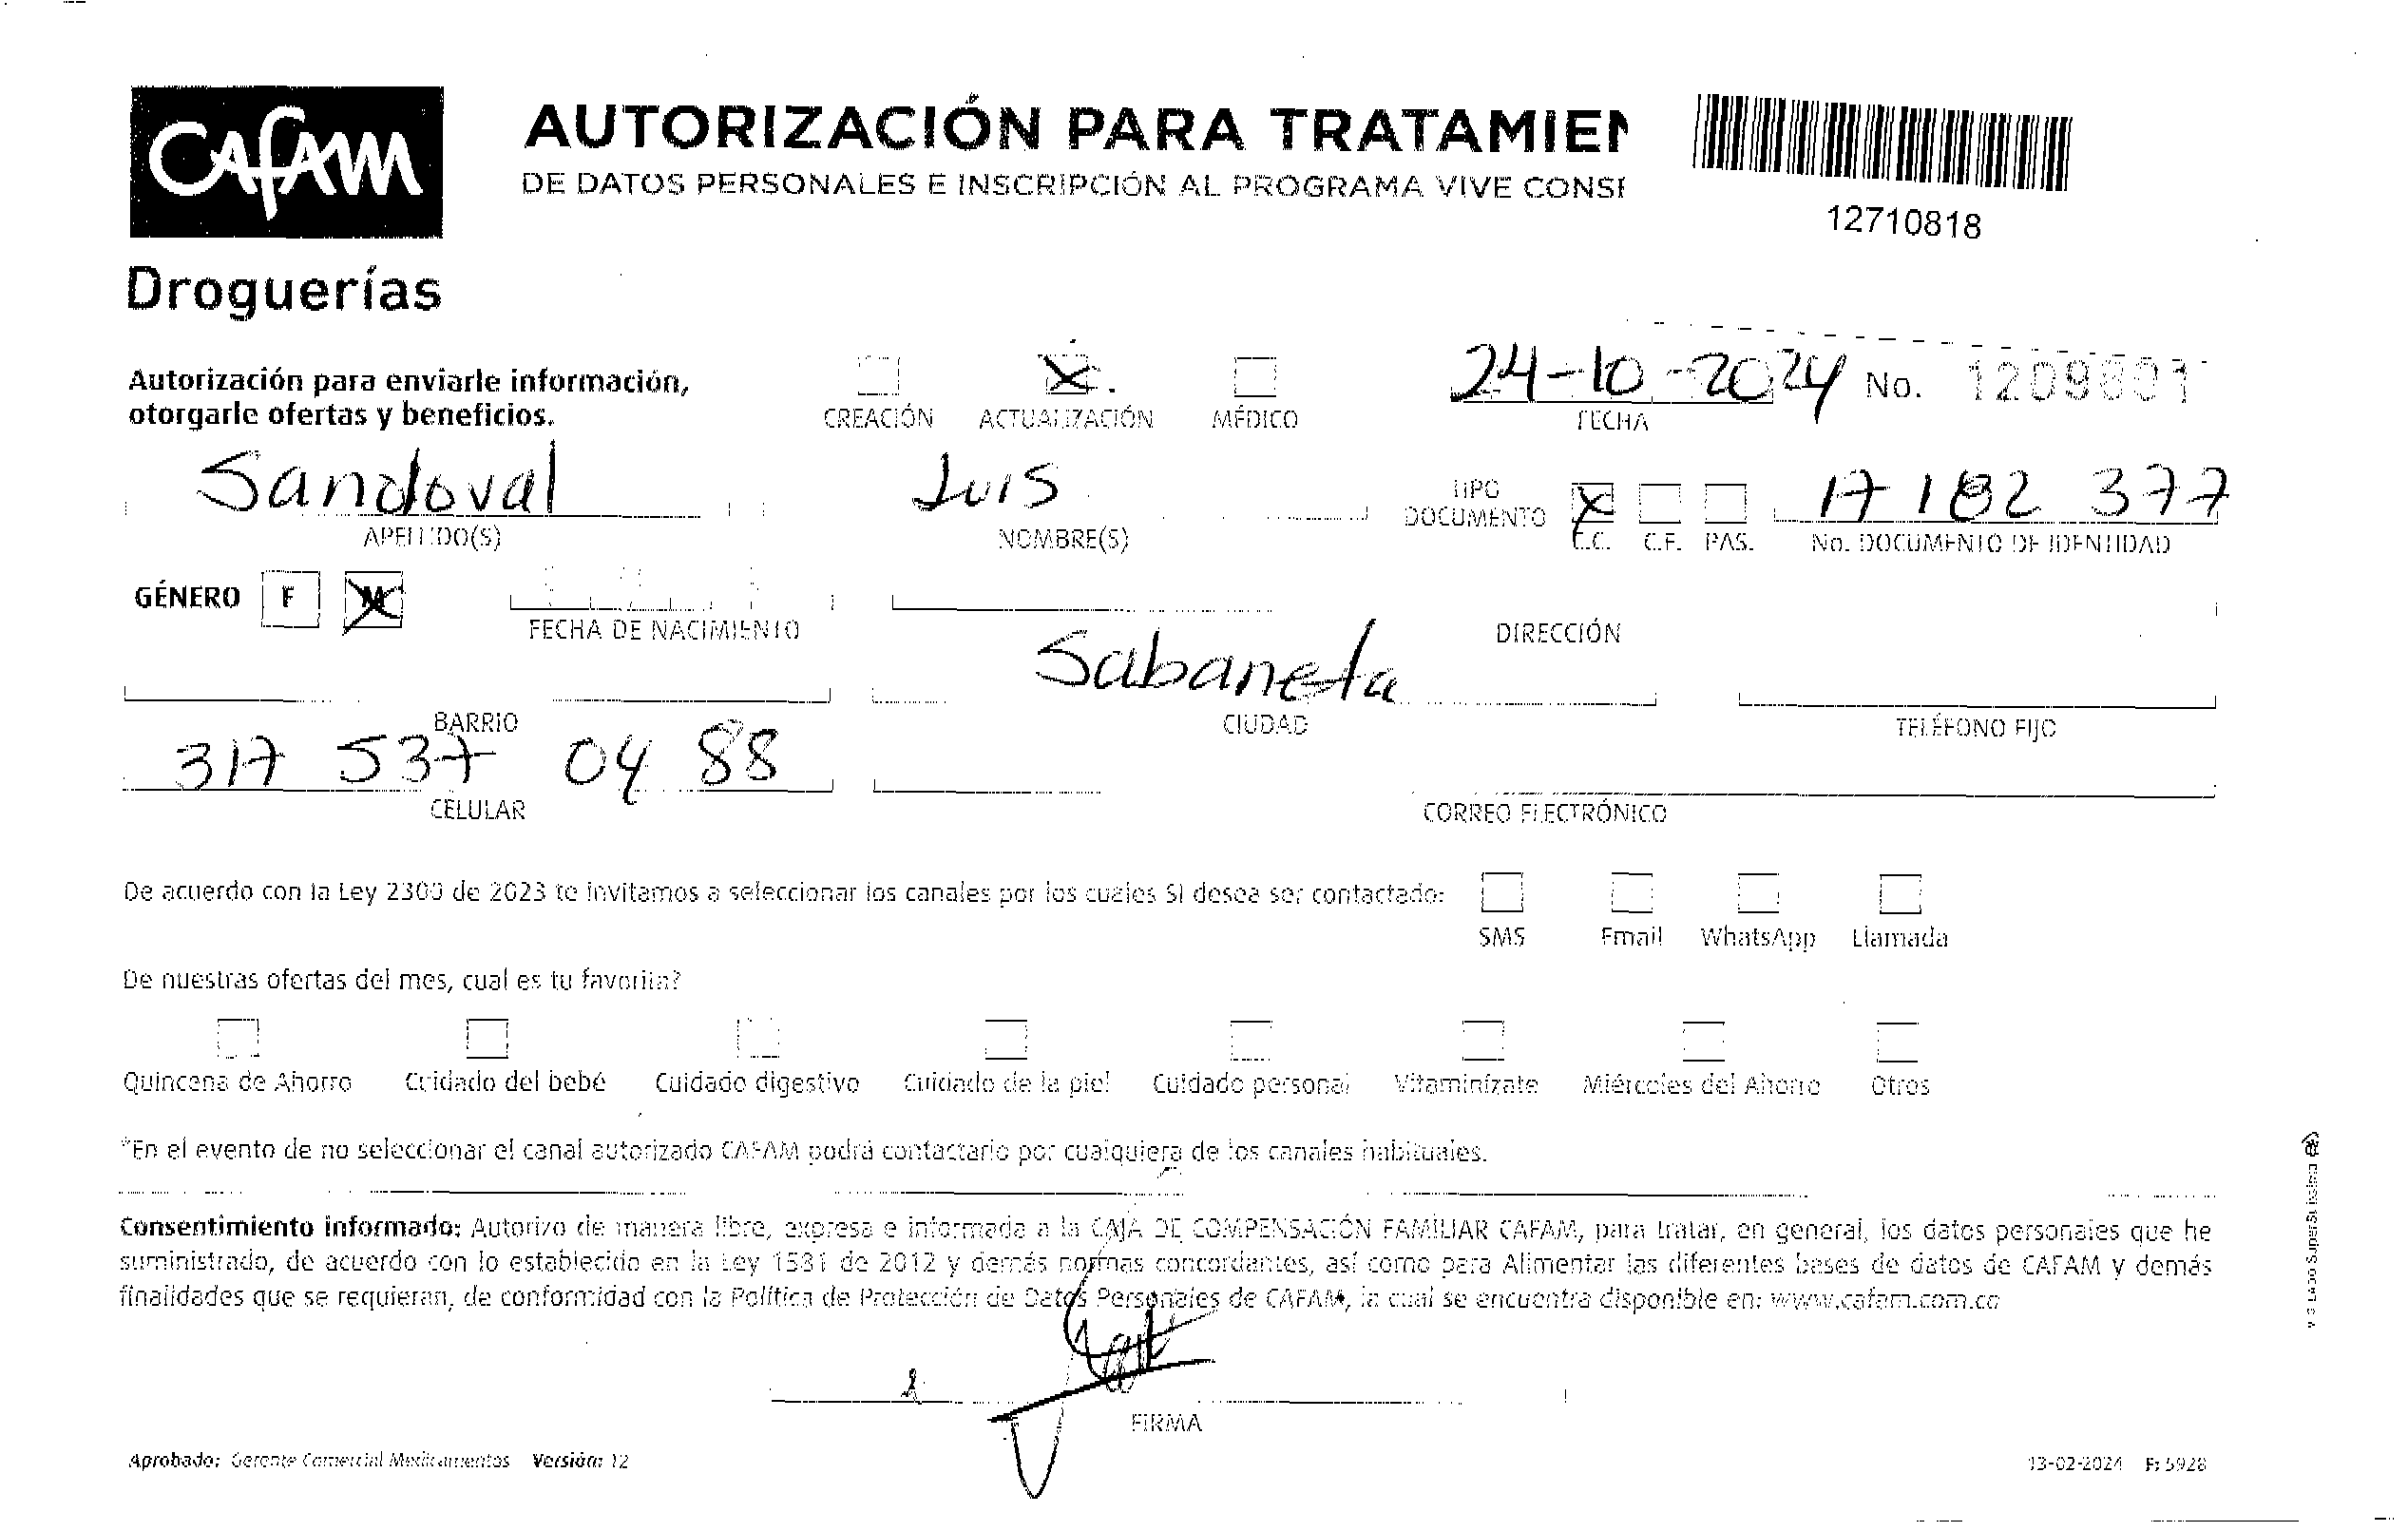 CAFAM
Droguerías
AUTORIZACIÓN PARA TRATAMIEN
DE DATOS PERSONALES E INSCRIPCIÓN AL PROGRAMA VIVE CONSE
12710818
Autorización para enviarle información,
otorgarle ofertas y beneficios.
CREACIÓN X ACTUALIZACIÓN MÉDICO
24-10-2024 No.
FECHA
Sandoval Luis TIPO DOCUMENTO X 17 182 377
APELLIDO(S) NOMBRE(S) C.C. C.E. PAS. No. DOCUMENTO DE IDENTIDAD
GÉNERO F M
FECHA DE NACIMIENTO DIRECCIÓN
Sabaneta
BARRIO CIUDAD TELÉFONO FIJO
317 537 04 88
CELULAR CORREO ELECTRÓNICO
De acuerdo con la Ley 2300 de 2023 te invitamos a seleccionar los canales por los cuales SI desea ser contactado:
SMS Email WhatsApp Llamada
De nuestras ofertas del mes, cual es tu favorita?
Quincena de Ahorro Cuidado del bebé Cuidado digestivo Cuidado de la piel Cuidado personal Vitaminízate Miércoles del Ahorro Otros
*En el evento de no seleccionar el canal autorizado CAFAM podrá contactarlo por cualquiera de los canales habituales.
Consentimiento informado: Autorizo de manera libre, expresa e informada a la CAJA DE COMPENSACIÓN FAMILIAR CAFAM, para tratar, en general, los datos personales que he
suministrado, de acuerdo con lo establecido en la Ley 1581 de 2012 y demás normas concordantes, así como para Alimentar las diferentes bases de datos de CAFAM y demás
finalidades que se requieran, de conformidad con la Política de Protección de Datos Personales de CAFAM, la cual se encuentra disponible en: www.cafam.com.co
FIRMA
Aprobado: Gerente Comercial Medicamentos Versión: 12
13-02-2024 F: 5928